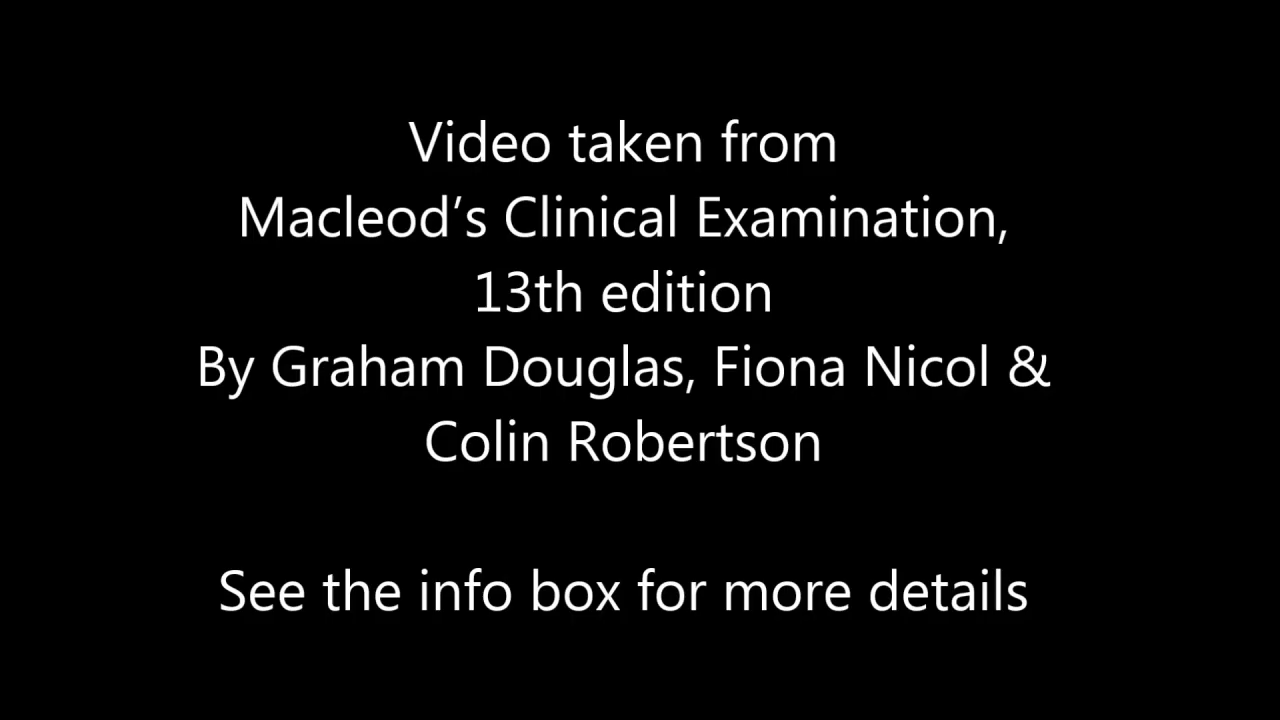 Video taken from
Macleod’s Clinical Examination,
13th edition
By Graham Douglas, Fiona Nicol &
Colin Robertson
See the info box for more details